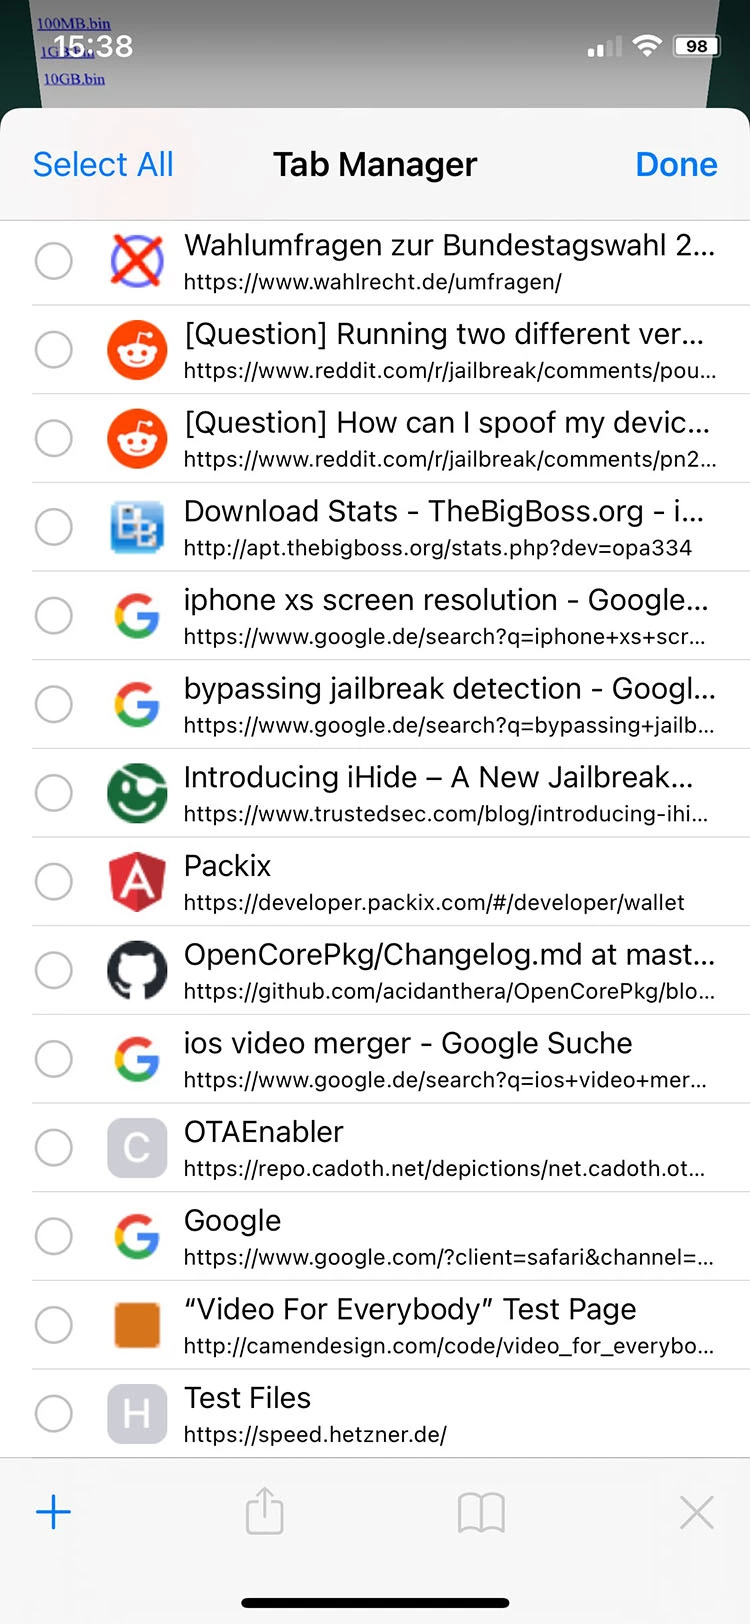 100MB.bin
15:38
98
10GB.bin
Select All
Tab Manager
Done
Wahlumfragen zur Bundestagswahl 2...
https://www.wahlrecht.de/umfragen/
[Question] Running two different ver...
https://www.reddit.com/r/jailbreak/comments/pou...
[Question] How can I spoof my devic...
https://www.reddit.com/r/jailbreak/comments/pn2...
BB
Download Stats - TheBigBoss.org - i...
http://apt.thebigboss.org/stats.php?dev=opa334
G
iphone xs screen resolution - Google...
https://www.google.de/search?q=iphone+xs+scr...
G
bypassing jailbreak detection - Googl...
https://www.google.de/search?q=bypassing+jailb...
Introducing iHide – A New Jailbreak...
https://www.trustedsec.com/blog/introducing-ihi...
A
Packix
https://developer.packix.com/#/developer/wallet
OpenCorePkg/Changelog.md at mast...
https://github.com/acidanthera/OpenCorePkg/blo...
G
ios video merger - Google Suche
https://www.google.de/search?q=ios+video+mer...
C
OTAEnabler
https://repo.cadoth.net/depictions/net.cadoth.ot...
G
Google
https://www.google.com/?client=safari&channel=...
“Video For Everybody” Test Page
http://camendesign.com/code/video_for_everybo...
H
Test Files
https://speed.hetzner.de/